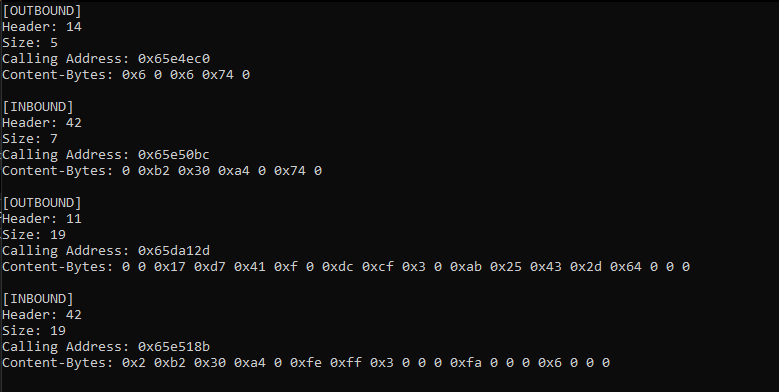 [OUTBOUND]
Header: 14
Size: 5
Calling Address: 0x65e4ec0
Content-Bytes: 0x6 0 0x6 0x74 0
[INBOUND]
Header: 42
Size: 7
Calling Address: 0x65e50bc
Content-Bytes: 0 0xb2 0x30 0xa4 0 0x74 0
[OUTBOUND]
Header: 11
Size: 19
Calling Address: 0x65da12d
Content-Bytes: 0 0 0x17 0xd7 0x41 0xf 0 0xdc 0xcf 0x3 0 0xab 0x25 0x43 0x2d 0x64 0 0 0
[INBOUND]
Header: 42
Size: 19
Calling Address: 0x65e518b
Content-Bytes: 0x2 0xb2 0x30 0xa4 0 0xfe 0xff 0x3 0 0 0 0xfa 0 0 0 0x6 0 0 0